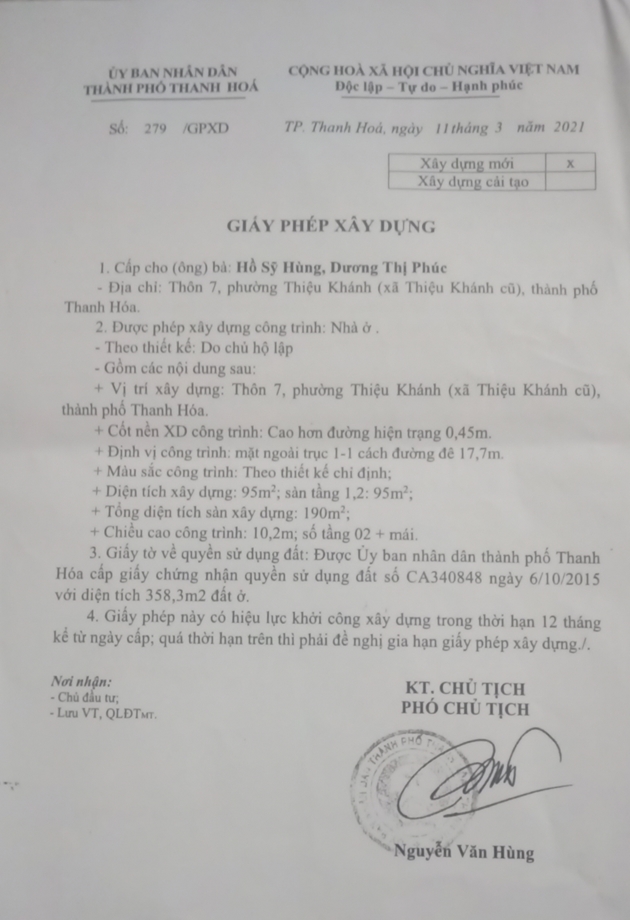 ỦY BAN NHÂN DÂN
THÀNH PHỐ THANH HOÁ
CỘNG HOÀ XÃ HỘI CHỦ NGHĨA VIỆT NAM
Độc lập – Tự do – Hạnh phúc
Số: 279 /GPXD
TP. Thanh Hoá, ngày 11 tháng 3 năm 2021
Xây dựng mới x
Xây dựng cải tạo
GIẤY PHÉP XÂY DỰNG
1. Cấp cho (ông) bà: Hồ Sỹ Hùng, Dương Thị Phúc
- Địa chỉ: Thôn 7, phường Thiệu Khánh (xã Thiệu Khánh cũ), thành phố
Thanh Hóa.
2. Được phép xây dựng công trình: Nhà ở .
- Theo thiết kế: Do chủ hộ lập
- Gồm các nội dung sau:
+ Vị trí xây dựng: Thôn 7, phường Thiệu Khánh (xã Thiệu Khánh cũ),
thành phố Thanh Hóa.
+ Cốt nền XD công trình: Cao hơn đường hiện trạng 0,45m.
+ Định vị công trình: mặt ngoài trục 1-1 cách đường đê 17,7m.
+ Màu sắc công trình: Theo thiết kế chỉ định;
+ Diện tích xây dựng: 95m²; sàn tầng 1,2: 95m²;
+ Tổng diện tích sàn xây dựng: 190m²;
+ Chiều cao công trình: 10,2m; số tầng 02 + mái.
3. Giấy tờ về quyền sử dụng đất: Được Ủy ban nhân dân thành phố Thanh
Hóa cấp giấy chứng nhận quyền sử dụng đất số CA340848 ngày 6/10/2015
với diện tích 358,3m2 đất ở.
4. Giấy phép này có hiệu lực khởi công xây dựng trong thời hạn 12 tháng
kể từ ngày cấp; quá thời hạn trên thì phải đề nghị gia hạn giấy phép xây dựng./.
Nơi nhận:
- Chủ đầu tư;
- Lưu VT, QLĐTMT.
KT. CHỦ TỊCH
PHÓ CHỦ TỊCH
Nguyễn Văn Hùng